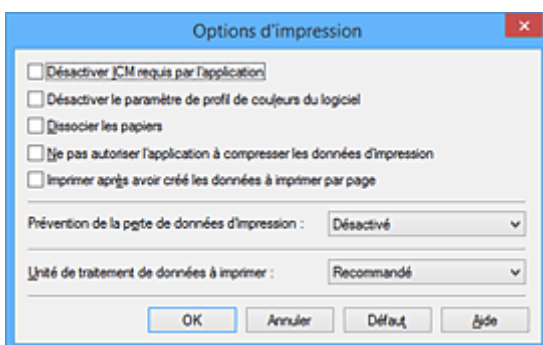 Options d'impression
Désactiver ICM requis par l'application
Désactiver le paramètre de profil de couleurs du logiciel
Dissocier les papiers
Ne pas autoriser l'application à compresser les données d'impression
Imprimer après avoir créé les données à imprimer par page
Prévention de la perte de données d'impression : Désactivé
Unité de traitement de données à imprimer : Recommandé
OK Annuler Défaut Aide